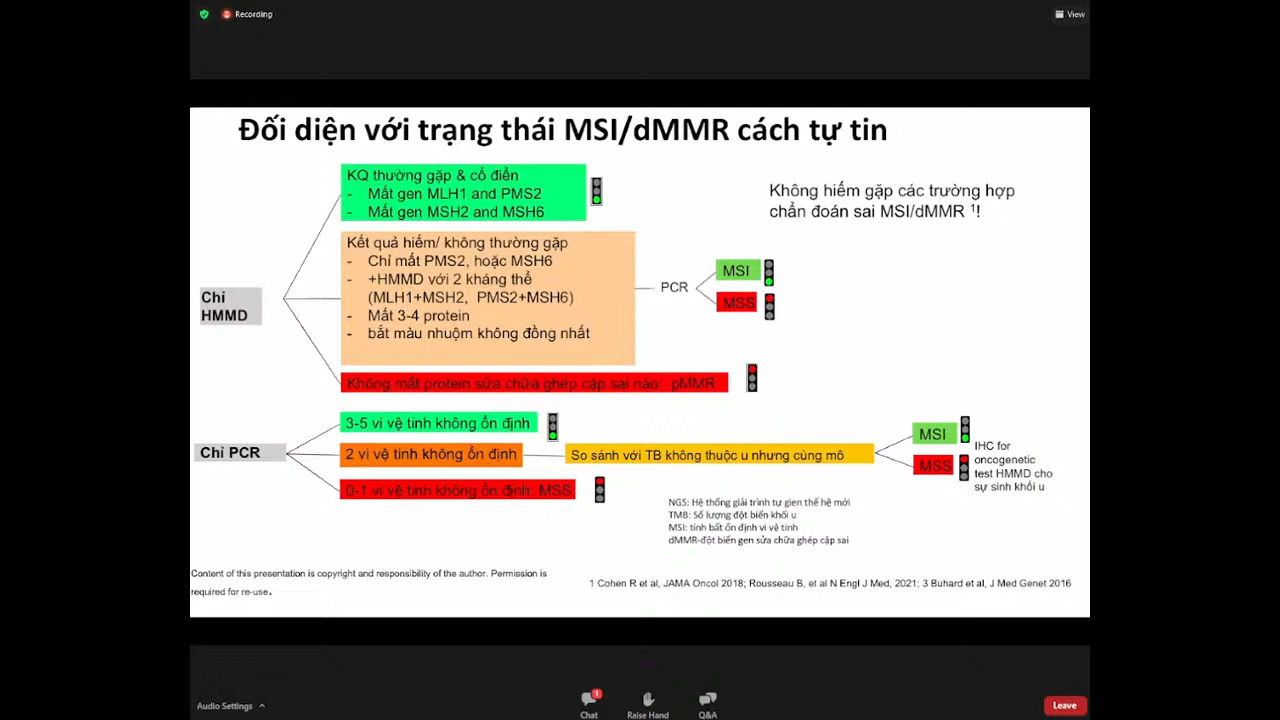 Recording
View
Đối diện với trạng thái MSI/dMMR cách tự tin
KQ thường gặp & cổ điển
- Mất gen MLH1 and PMS2
- Mất gen MSH2 and MSH6
Không hiếm gặp các trường hợp
chẩn đoán sai MSI/dMMR ¹!
Kết quả hiếm/ không thường gặp
- Chỉ mất PMS2, hoặc MSH6
- +HMMD với 2 kháng thể
(MLH1+MSH2, PMS2+MSH6)
- Mất 3-4 protein
- bắt màu nhuộm không đồng nhất
PCR
MSI
MSS
Chỉ
HMMD
Không mất protein sửa chữa ghép cặp sai nào: pMMR
3-5 vi vệ tinh không ổn định
Chỉ PCR
2 vi vệ tinh không ổn định
So sánh với TB không thuộc u nhưng cùng mô
0-1 vi vệ tinh không ổn định: MSS
MSI
MSS
IHC for
oncogenetic
test HMMD cho
sự sinh khối u
NGS: Hệ thống giải trình tự gien thế hệ mới
TMB: Số lượng đột biến khối u
MSI: tính bất ổn định vi vệ tinh
dMMR-đột biến gen sửa chữa ghép cặp sai
Content of this presentation is copyright and responsibility of the author. Permission is
required for re-use.
1 Cohen R et al, JAMA Oncol 2018; Rousseau B, et al N Engl J Med, 2021; 3 Buhard et al, J Med Genet 2016
Audio Settings
1
Chat
Raise Hand
Q&A
Leave